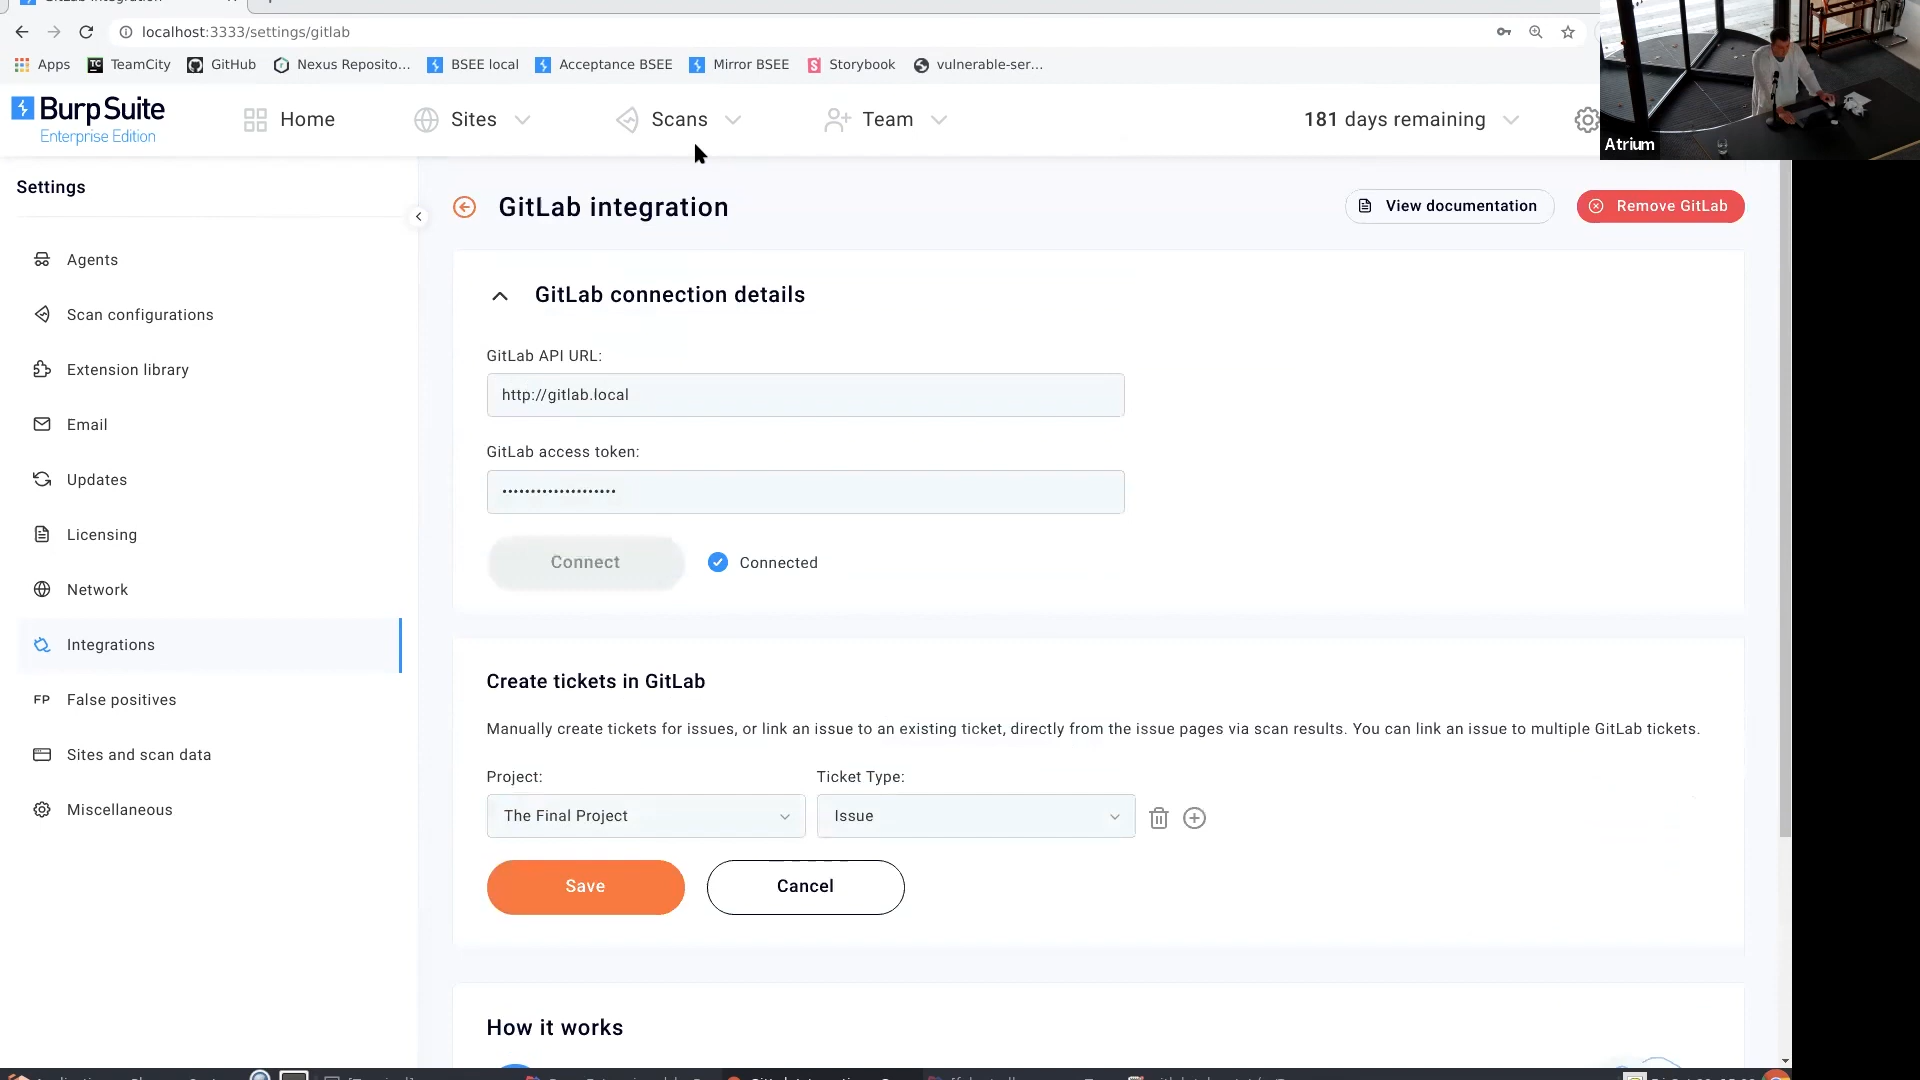 localhost:3333/settings/gitlab
Apps TeamCity GitHub Nexus Reposito... BSEE local Acceptance BSEE Mirror BSEE Storybook vulnerable-ser...
BurpSuite
Enterprise Edition
Home Sites Scans Team 181 days remaining
Atrium
Settings
Agents
Scan configurations
Extension library
Email
Updates
Licensing
Network
Integrations
FP False positives
Sites and scan data
Miscellaneous
GitLab integration
View documentation
Remove GitLab
GitLab connection details
GitLab API URL:
http://gitlab.local
GitLab access token:
••••••••••••••••••••
Connect Connected
Create tickets in GitLab
Manually create tickets for issues, or link an issue to an existing ticket, directly from the issue pages via scan results. You can link an issue to multiple GitLab tickets.
Project: Ticket Type:
The Final Project Issue
Save Cancel
How it works